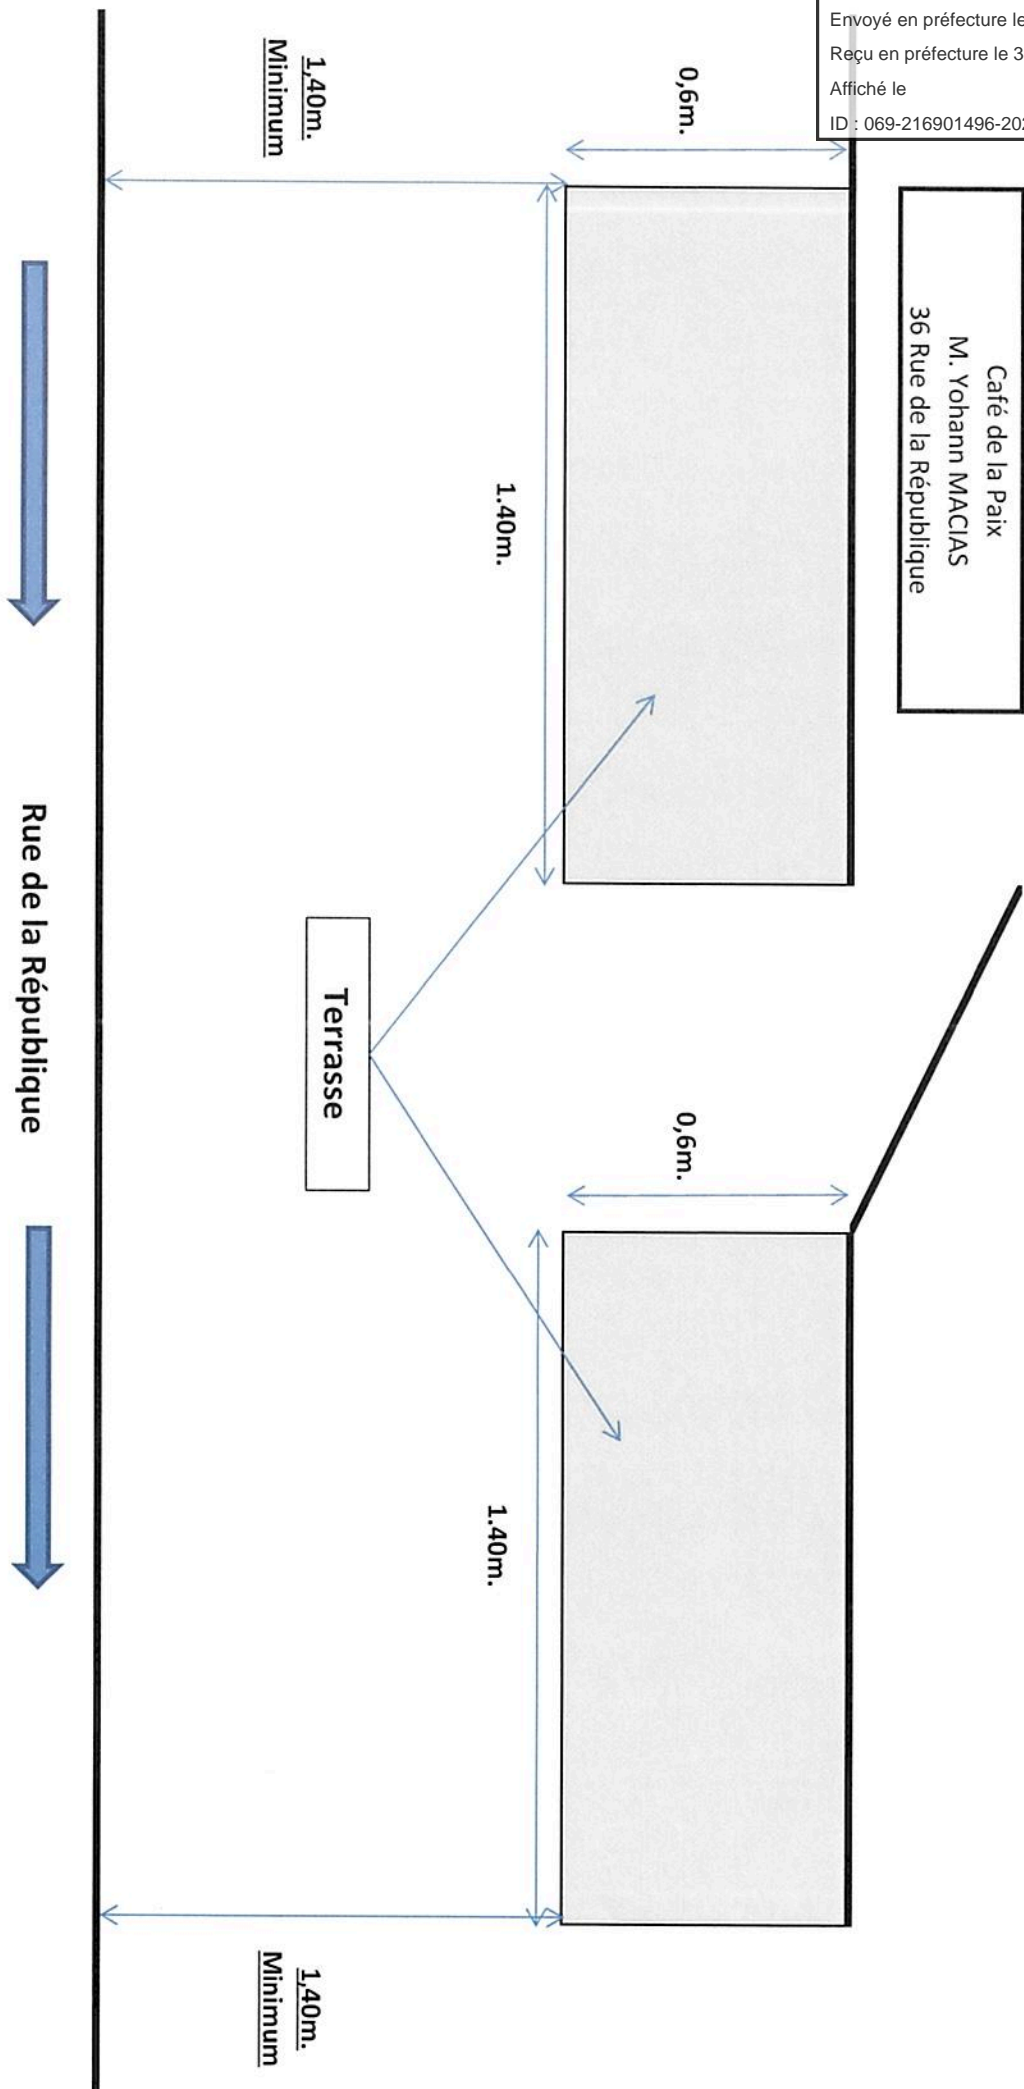 Envoyé en préfecture le
Reçu en préfecture le 3
Affiché le
ID : 069-216901496-202
Café de la Paix
M. Yohann MACIAS
36 Rue de la République
0,6m.
1,40m.
Minimum
1.40m.
Terrasse
0,6m.
1.40m.
1,40m.
Minimum
Rue de la République